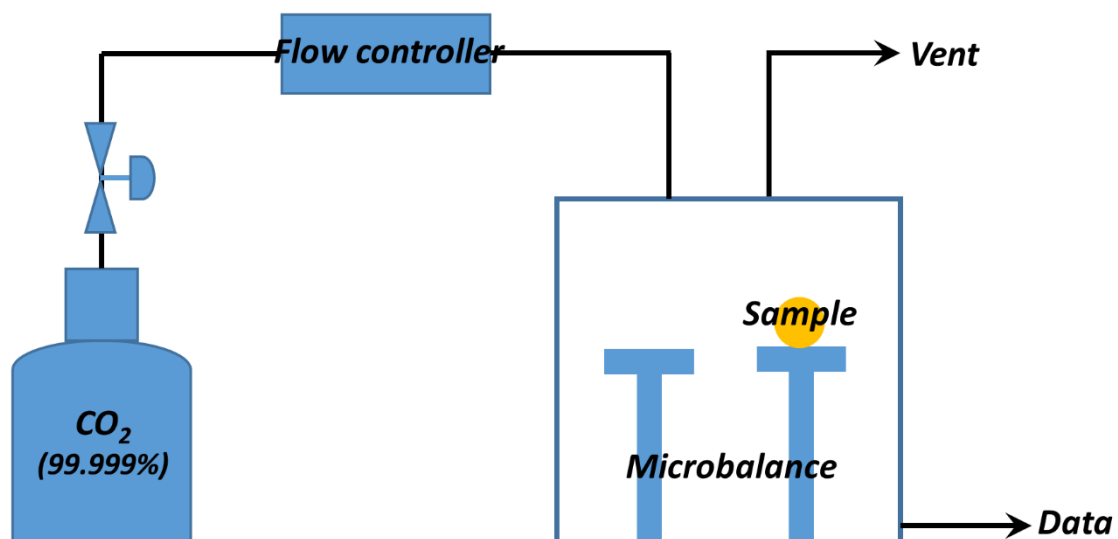 Flow controller
Vent
Sample
CO₂
(99.999%)
Microbalance
Data